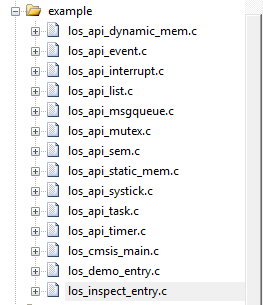 example
los_api_dynamic_mem.c
los_api_event.c
los_api_interrupt.c
los_api_list.c
los_api_msgqueue.c
los_api_mutex.c
los_api_sem.c
los_api_static_mem.c
los_api_systick.c
los_api_task.c
los_api_timer.c
los_cmsis_main.c
los_demo_entry.c
los_inspect_entry.c